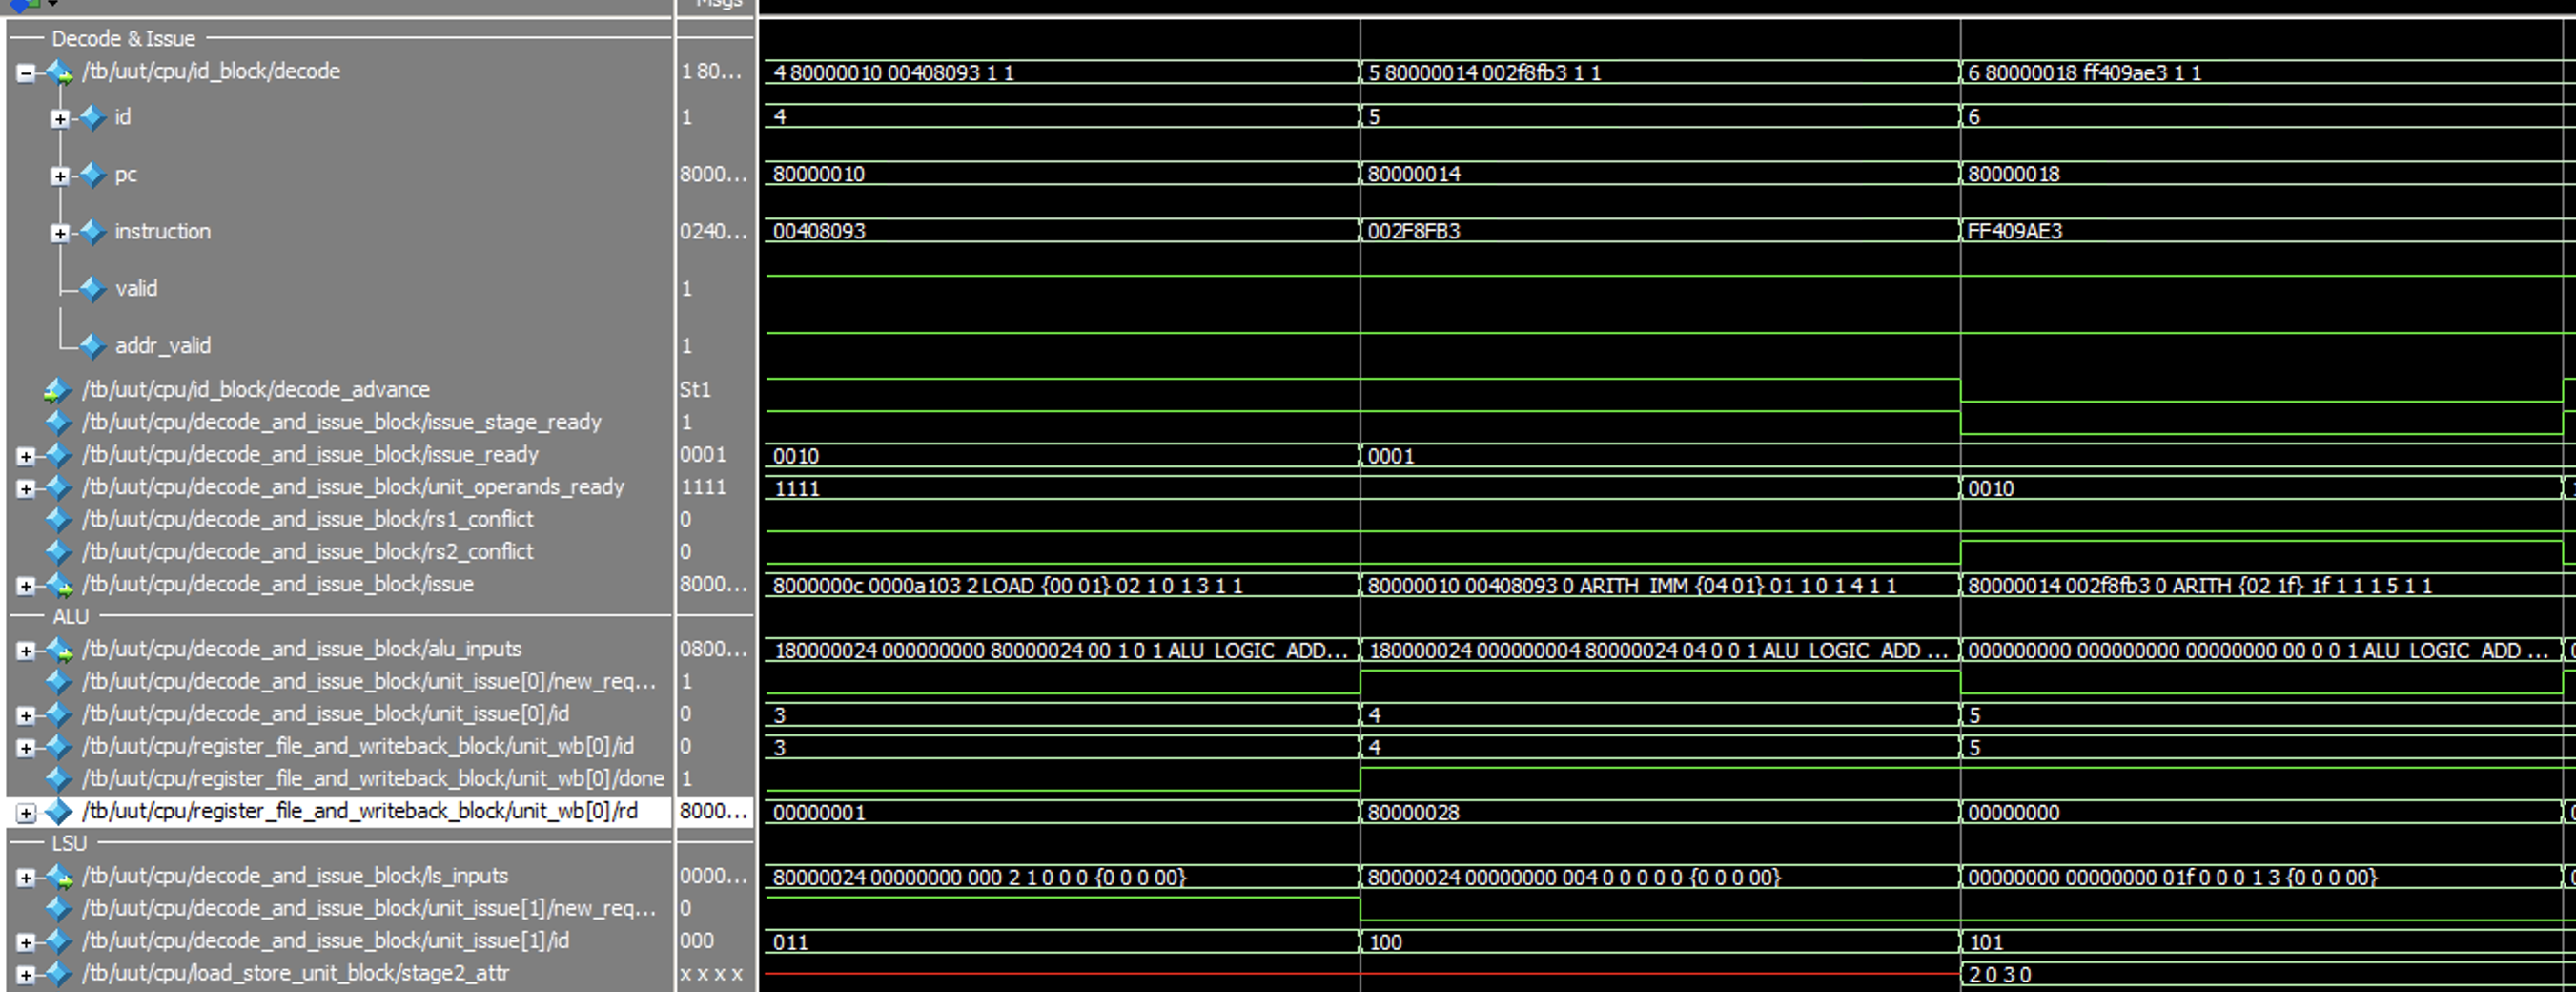 Msgs
Decode & Issue
/tb/uut/cpu/id_block/decode 1 80... 4 80000010 00408093 1 1 5 80000014 002f8fb3 1 1 6 80000018 ff409ae3 1 1
id 1 4 5 6
pc 8000... 80000010 80000014 80000018
instruction 0240... 00408093 002F8FB3 FF409AE3
valid 1
addr_valid 1
/tb/uut/cpu/id_block/decode_advance St1
/tb/uut/cpu/decode_and_issue_block/issue_stage_ready 1
/tb/uut/cpu/decode_and_issue_block/issue_ready 0001 0010 0001
/tb/uut/cpu/decode_and_issue_block/unit_operands_ready 1111 1111 0010
/tb/uut/cpu/decode_and_issue_block/rs1_conflict 0
/tb/uut/cpu/decode_and_issue_block/rs2_conflict 0
/tb/uut/cpu/decode_and_issue_block/issue 8000... 8000000c 0000a103 2 LOAD {00 01} 02 1 0 1 3 1 1 80000010 00408093 0 ARITH_IMM {04 01} 01 1 0 1 4 1 1 80000014 002f8fb3 0 ARITH {02 1f} 1f 1 1 1 5 1 1
ALU
/tb/uut/cpu/decode_and_issue_block/alu_inputs 0800... 180000024 000000000 80000024 00 1 0 1 ALU_LOGIC_ADD... 180000024 000000004 80000024 04 0 0 1 ALU_LOGIC_ADD ... 000000000 000000000 00000000 00 0 0 1 ALU_LOGIC_ADD ...
/tb/uut/cpu/decode_and_issue_block/unit_issue[0]/new_req... 1
/tb/uut/cpu/decode_and_issue_block/unit_issue[0]/id 0 3 4 5
/tb/uut/cpu/register_file_and_writeback_block/unit_wb[0]/id 0 3 4 5
/tb/uut/cpu/register_file_and_writeback_block/unit_wb[0]/done 1
/tb/uut/cpu/register_file_and_writeback_block/unit_wb[0]/rd 8000... 00000001 80000028 00000000
LSU
/tb/uut/cpu/decode_and_issue_block/ls_inputs 0000... 80000024 00000000 000 2 1 0 0 0 {0 0 0 00} 80000024 00000000 004 0 0 0 0 0 {0 0 0 00} 00000000 00000000 01f 0 0 0 1 3 {0 0 0 00}
/tb/uut/cpu/decode_and_issue_block/unit_issue[1]/new_req... 0
/tb/uut/cpu/decode_and_issue_block/unit_issue[1]/id 000 011 100 101
/tb/uut/cpu/load_store_unit_block/stage2_attr x x x x 2 0 3 0